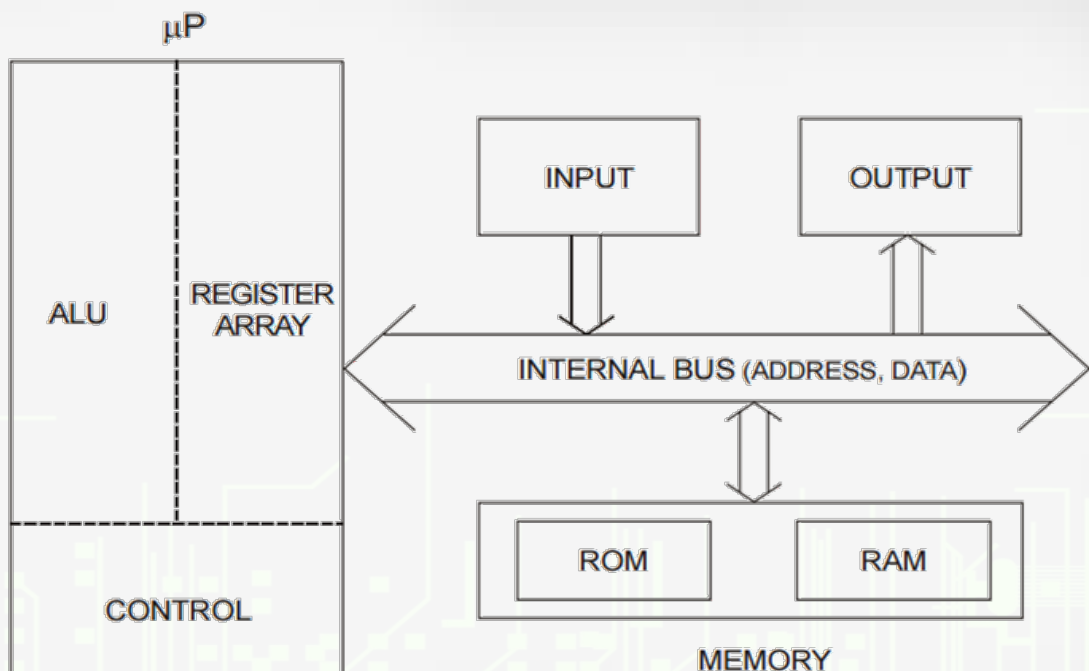 μP
INPUT
OUTPUT
ALU
REGISTER
ARRAY
INTERNAL BUS (ADDRESS, DATA)
ROM
RAM
CONTROL
MEMORY